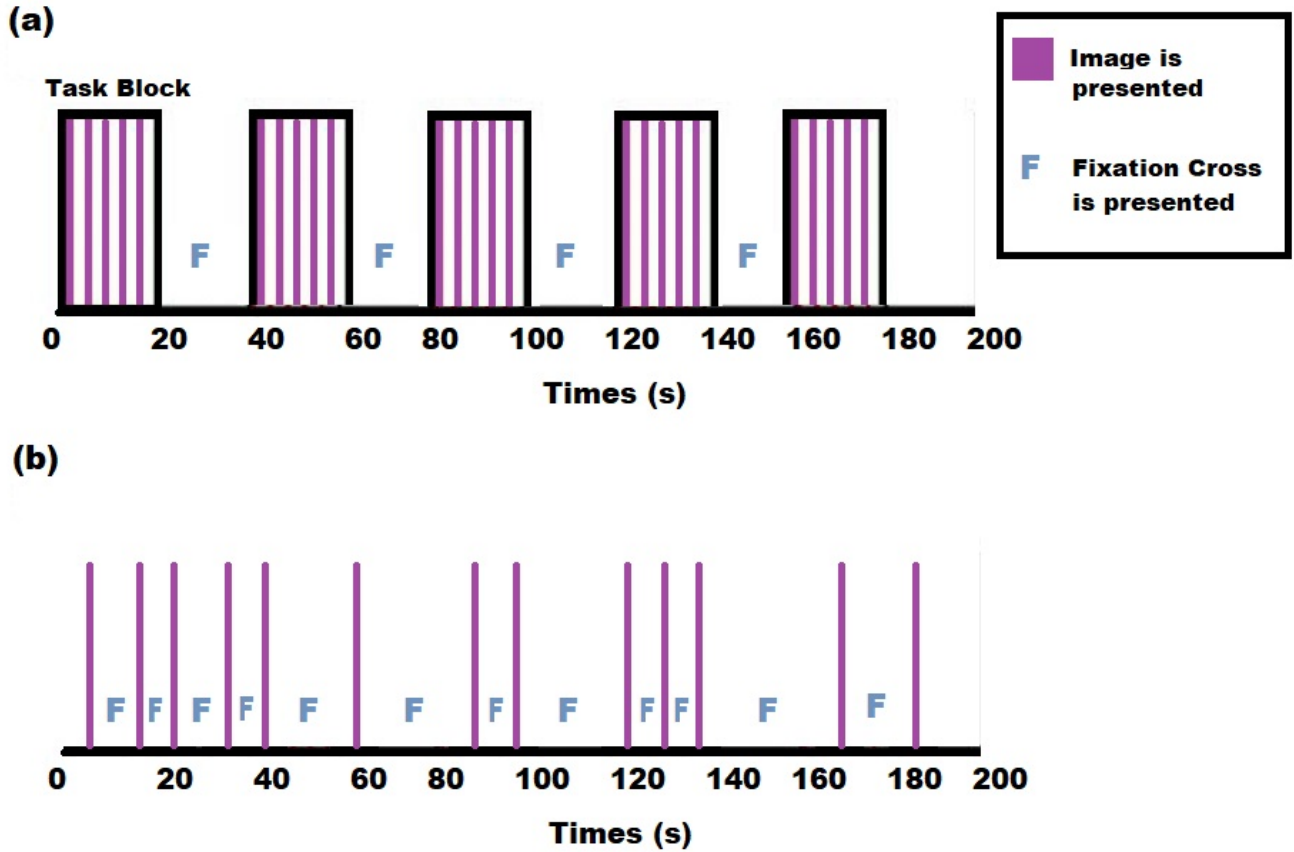 (a)
Image is
presented
Task Block
F
Fixation Cross
is presented
F F F F
0 20 40 60 80 100 120 140 160 180 200
Times (s)
(b)
F F F F F F F F F F F F
0 20 40 60 80 100 120 140 160 180 200
Times (s)